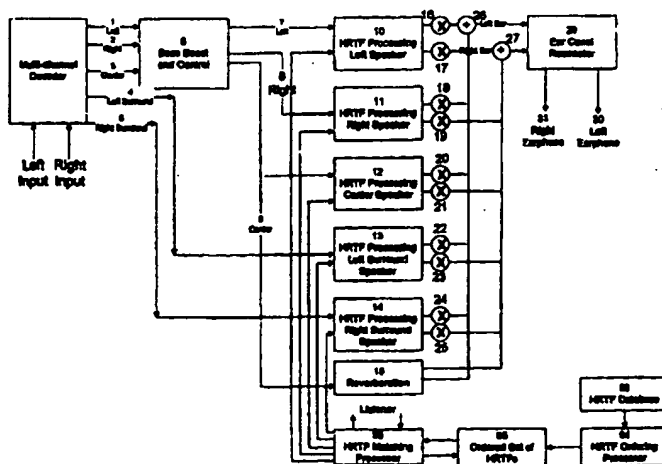 1
Left
2
Right
3
Center
4
Left Surround
5
Right Surround
Multi-channel
Decoder
Left
Input
Right
Input
6
Bass Boost
and Control
7
Left
8
Right
9
Center
10
HRTF Processing
Left Speaker
11
HRTF Processing
Right Speaker
12
HRTF Processing
Center Speaker
13
HRTF Processing
Left Surround
Speaker
14
HRTF Processing
Right Surround
Speaker
15
Reverberation
16
17
18
19
20
21
22
23
24
25
26
Left Ear
Right Ear
27
Ear Canal
Resonator
Right
Earphone
Left
Earphone
Listener
HRTF Matching
Processor
Ordered Set of
HRTFs
HRTF Database
HRTF Ordering
Processor